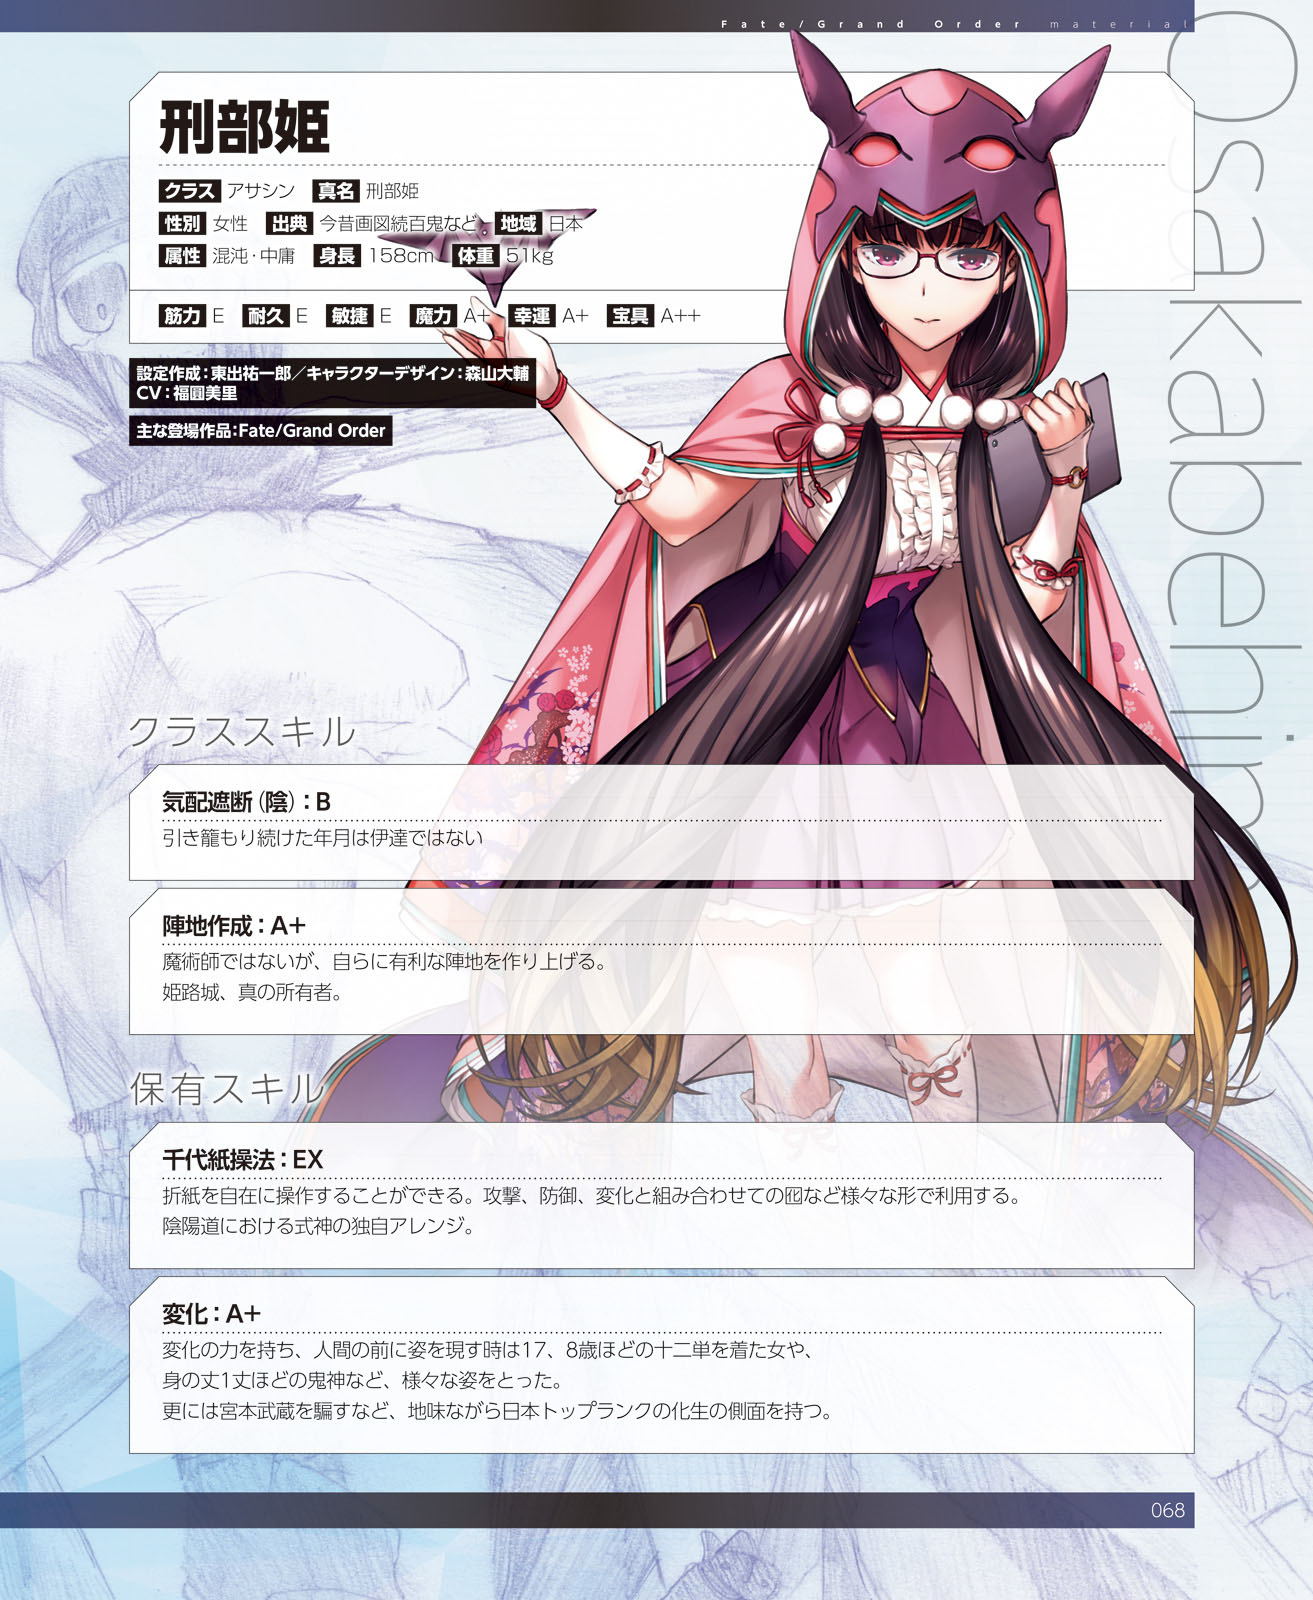 Fate/Grand Order material
Osakabehime
刑部姫
クラス アサシン 真名 刑部姫
性別 女性 出典 今昔画図続百鬼など 地域 日本
属性 混沌・中庸 身長 158cm 体重 51kg
筋力 E 耐久 E 敏捷 E 魔力 A+ 幸運 A+ 宝具 A++
設定作成：東出祐一郎／キャラクターデザイン：森山大輔
CV：福圓美里
主な登場作品：Fate/Grand Order
クラススキル
気配遮断（陰）：B
引き籠もり続けた年月は伊達ではない
陣地作成：A+
魔術師ではないが、自らに有利な陣地を作り上げる。
姫路城、真の所有者。
保有スキル
千代紙操法：EX
折紙を自在に操作することができる。攻撃、防御、変化と組み合わせての囮など様々な形で利用する。
陰陽道における式神の独自アレンジ。
変化：A+
変化の力を持ち、人間の前に姿を現す時は17、8歳ほどの十二単を着た女や、
身の丈1丈ほどの鬼神など、様々な姿をとった。
更には宮本武蔵を騙すなど、地味ながら日本トップランクの化生の側面を持つ。
068